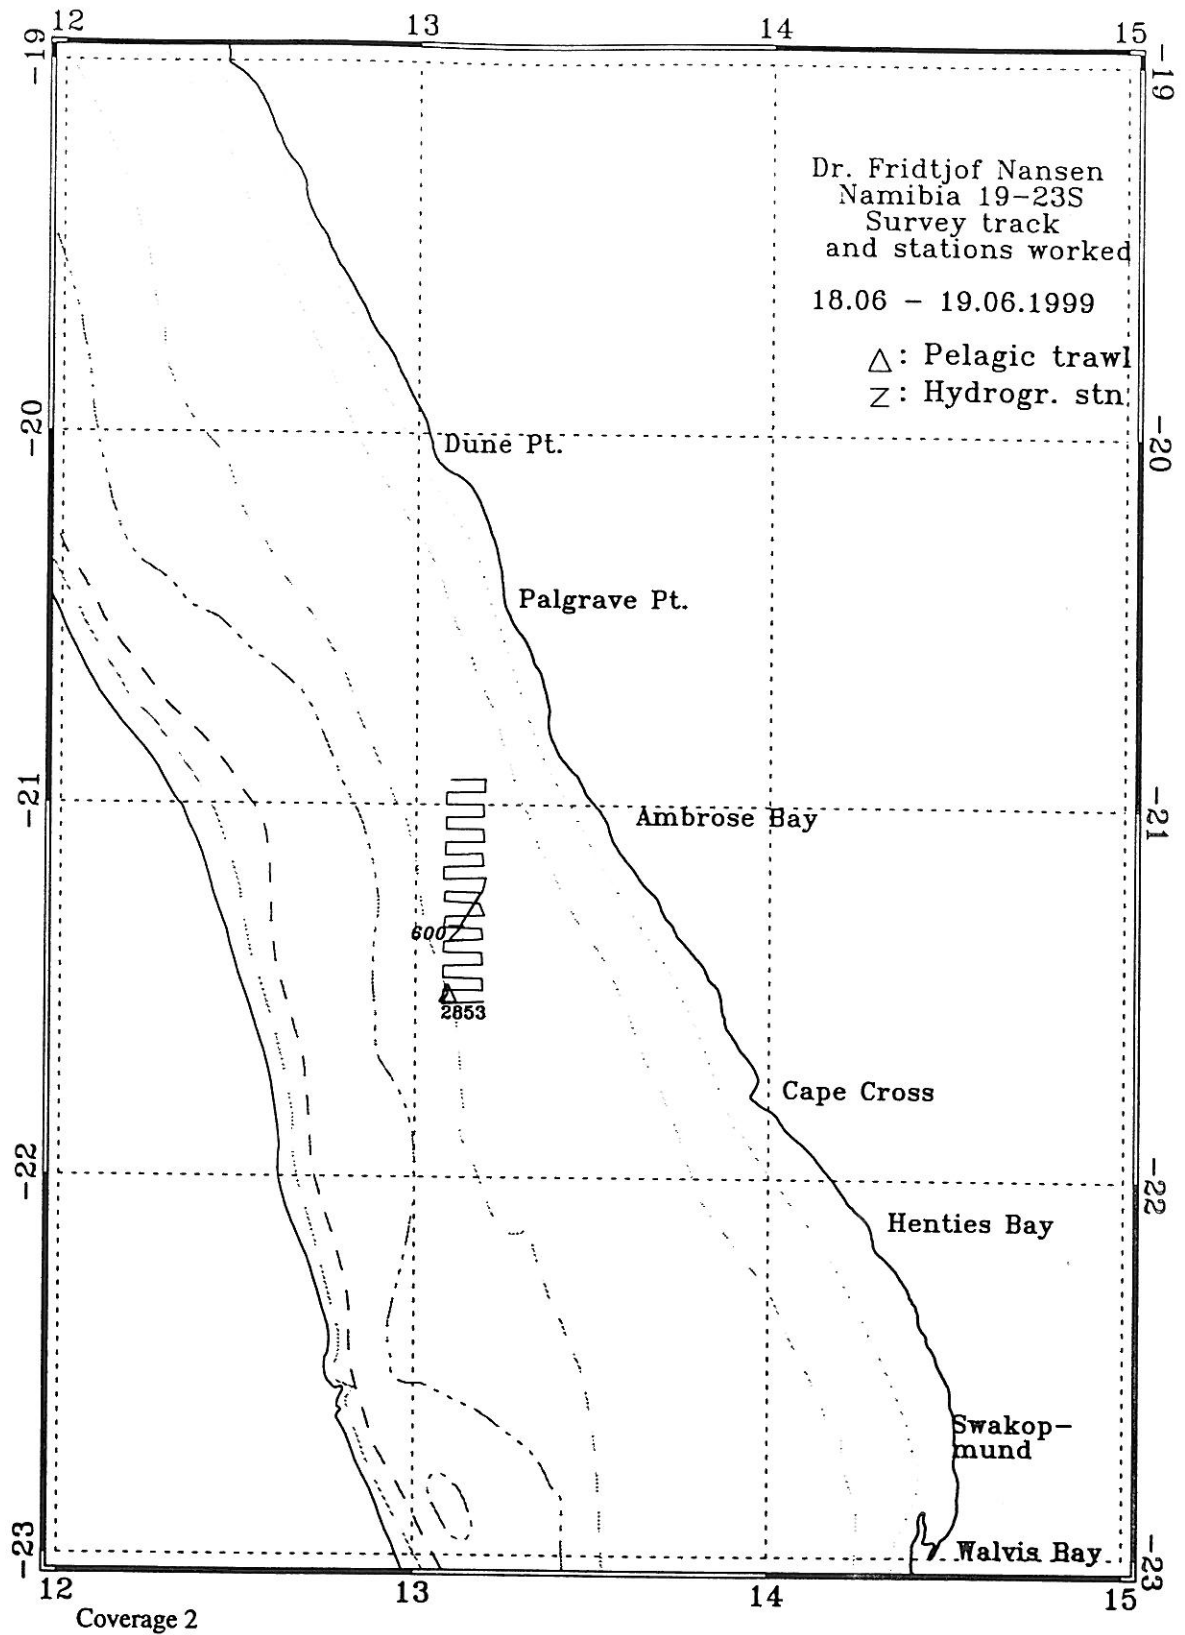 12
13
14
15
-19
-19
Dr. Fridtjof Nansen
Namibia 19-23S
Survey track
and stations worked
18.06 - 19.06.1999
△: Pelagic trawl
Z: Hydrogr. stn
-20
-20
Dune Pt.
Palgrave Pt.
-21
-21
Ambrose Bay
600
2853
Cape Cross
-22
-22
Henties Bay
Swakop-
mund
-23
-23
Walvis Bay
12
13
14
15
Coverage 2